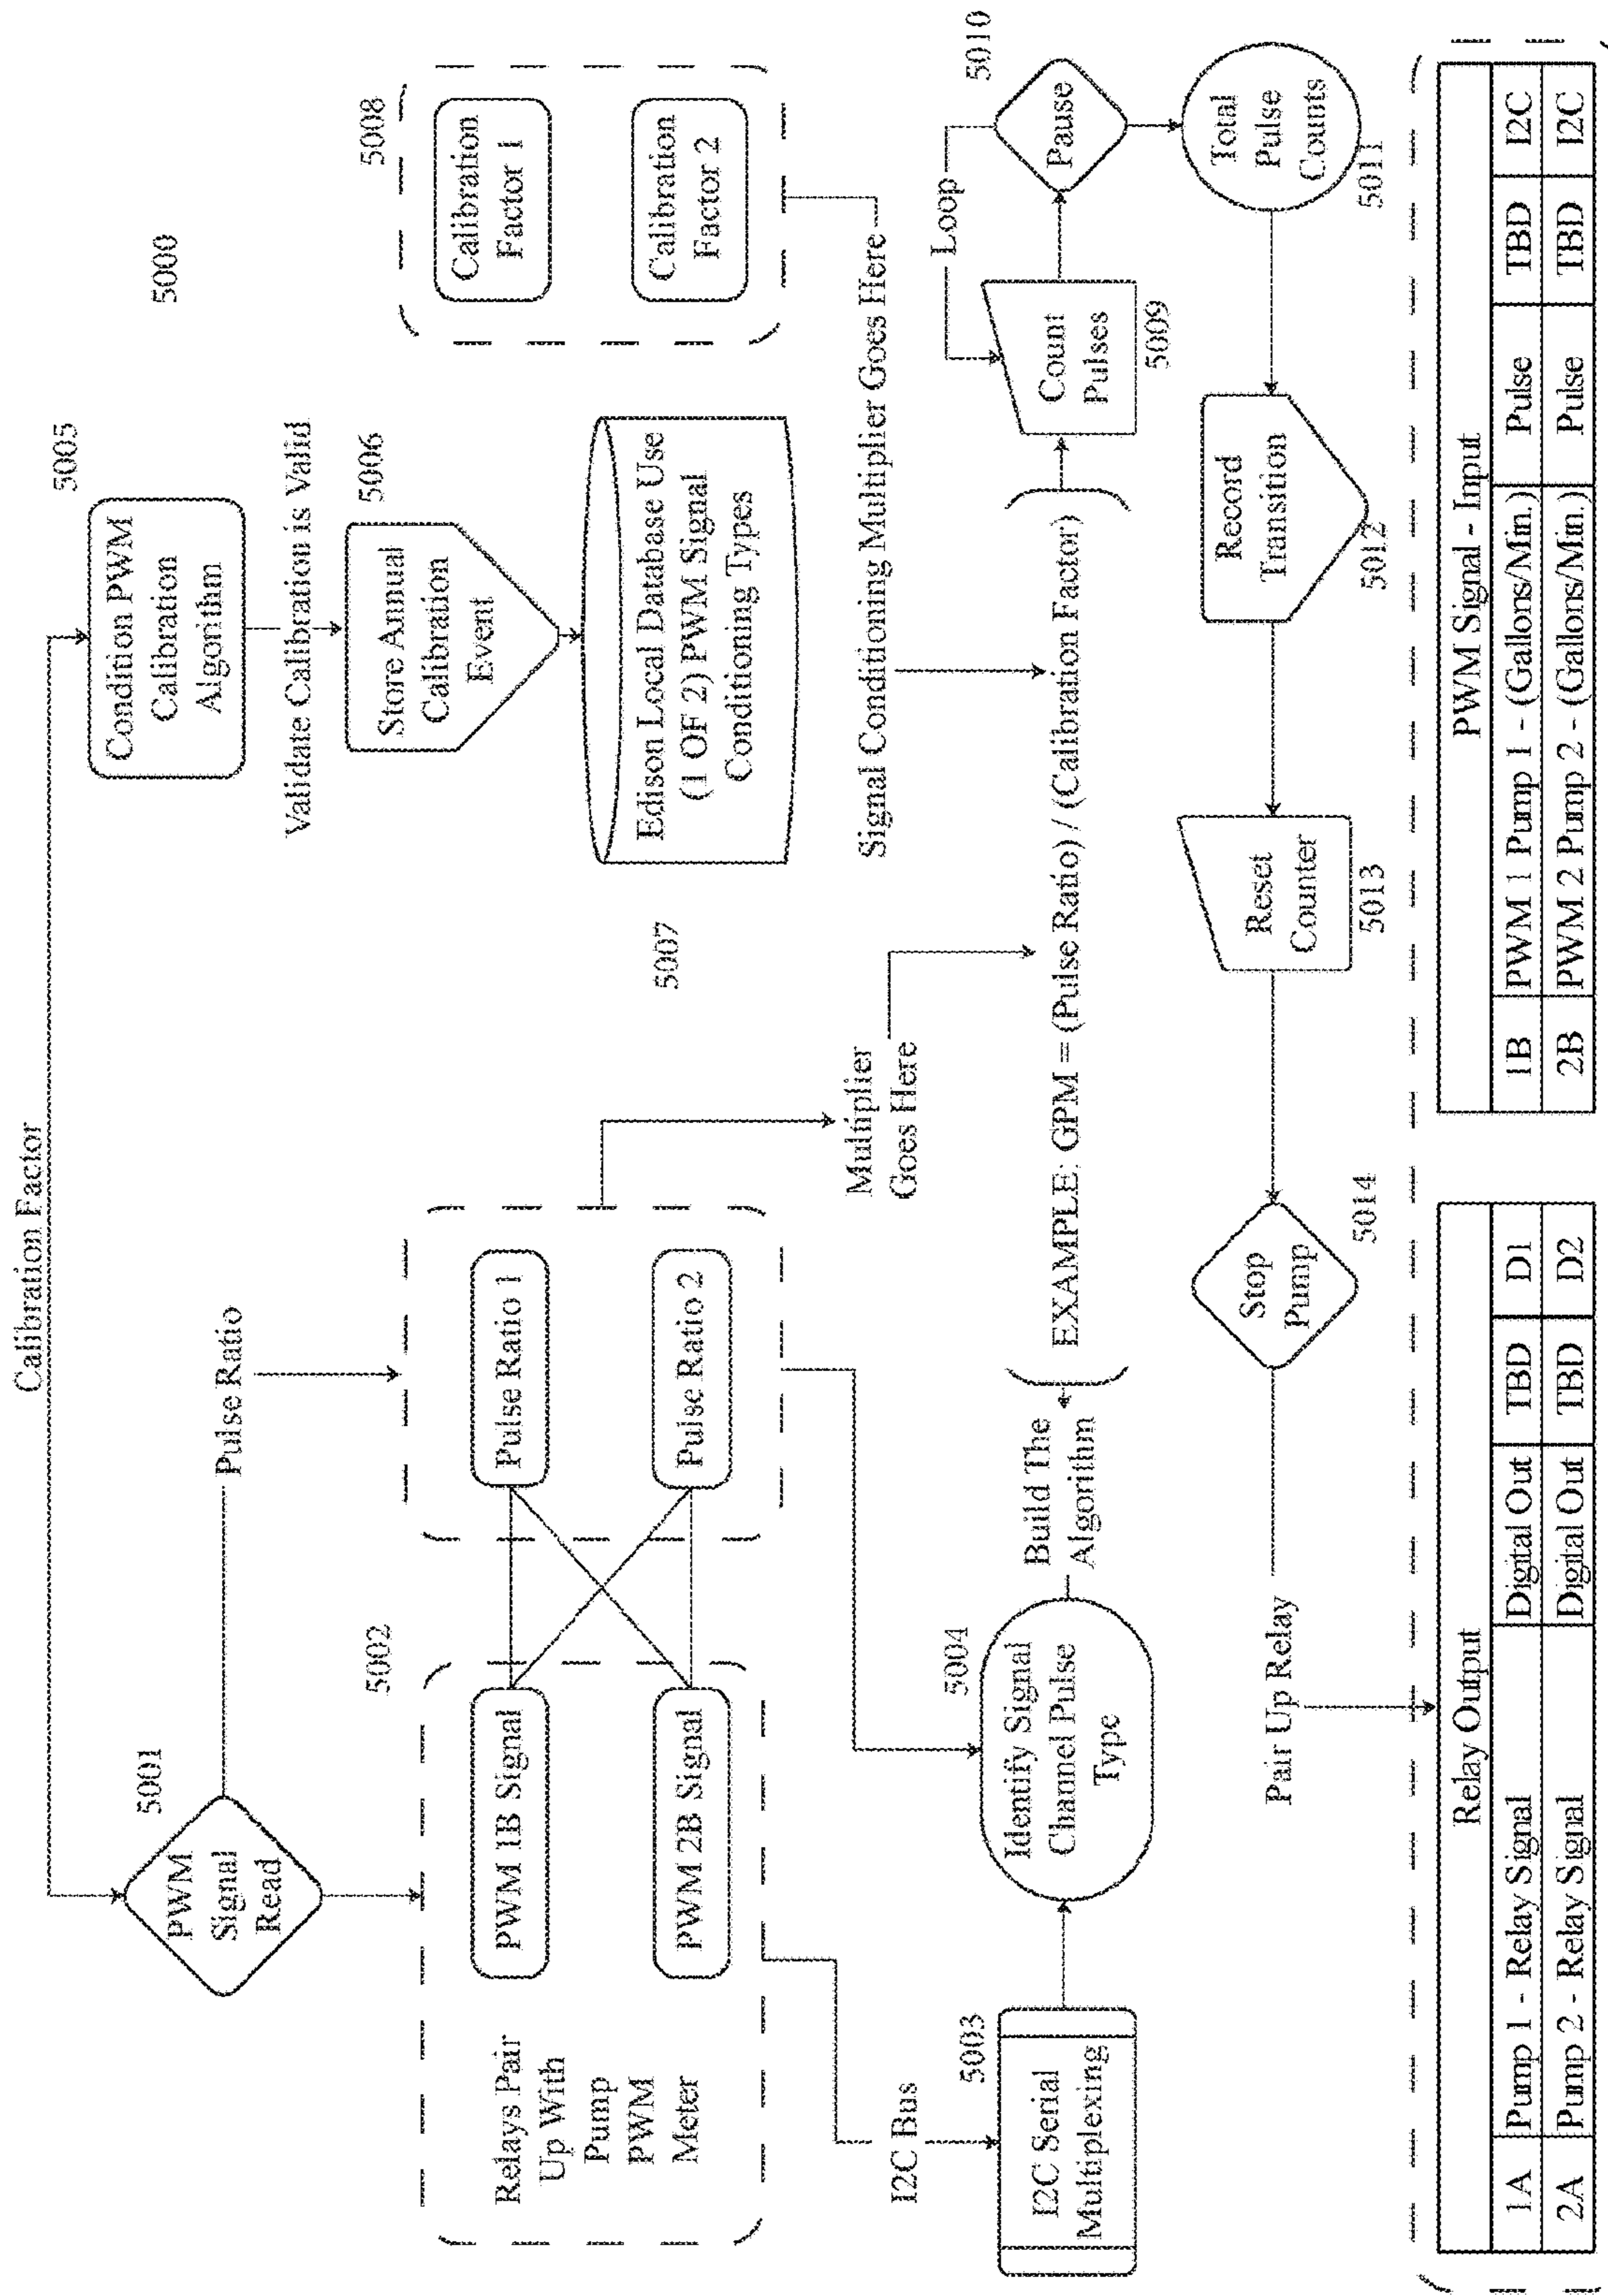 5000
Calibration Factor
PWM
Signal
Read
5001
Pulse Ratio
Condition PWM
Calibration
Algorithm
5005
Validate Calibration is Valid
Store Annual
Calibration
Event
5006
Edison Local Database Use
(1 OF 2) PWM Signal
Conditioning Types
5007
5008
Calibration
Factor 1
Calibration
Factor 2
Relays Pair
Up With
Pump
PWM
Meter
5002
PWM 1B Signal
PWM 2B Signal
Pulse Ratio 1
Pulse Ratio 2
I2C Bus
Multiplier
Goes Here
Signal Conditioning Multiplier Goes Here
5003
I2C Serial
Multiplexing
5004
Identify Signal
Channel Pulse
Type
Build The
Algorithm
EXAMPLE: GPM = (Pulse Ratio) / (Calibration Factor)
Count
Pulses
5009
Loop
Pause
5010
Total
Pulse
Counts
5011
Record
Transition
5012
Reset
Counter
5013
Stop
Pump
5014
Pair Up Relay
Relay Output
1A Pump 1 - Relay Signal Digital Out TBD D1
2A Pump 2 - Relay Signal Digital Out TBD D2
PWM Signal - Input
1B PWM 1 Pump 1 - (Gallons/Min.) Pulse TBD I2C
2B PWM 2 Pump 2 - (Gallons/Min.) Pulse TBD I2C